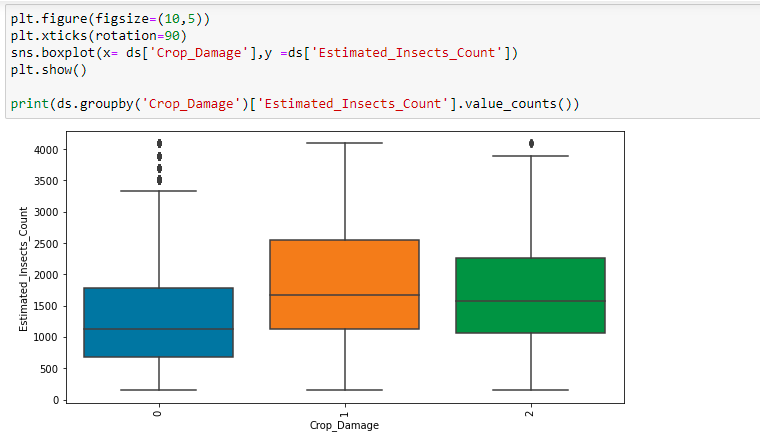 plt.figure(figsize=(10,5))
plt.xticks(rotation=90)
sns.boxplot(x= ds['Crop_Damage'],y =ds['Estimated_Insects_Count'])
plt.show()
print(ds.groupby('Crop_Damage')['Estimated_Insects_Count'].value_counts())
4000
3500
3000
2500
2000
1500
1000
500
0
Estimated_Insects_Count
0
1
2
Crop_Damage